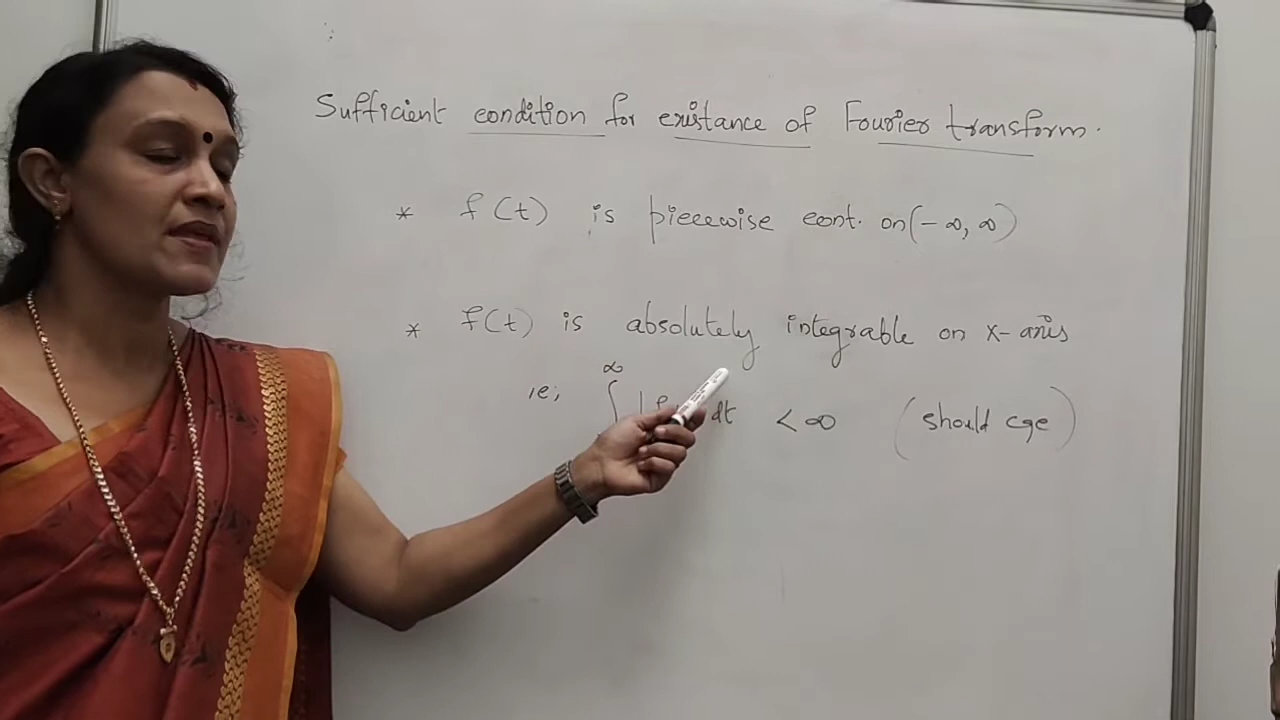 Sufficient condition for existance of Fourier transform.
* f(t) is piecewise cont. on (-∞, ∞)
* f(t) is absolutely integrable on x-axis
ie; ∫ ∞ | f dt < ∞ (should cge)